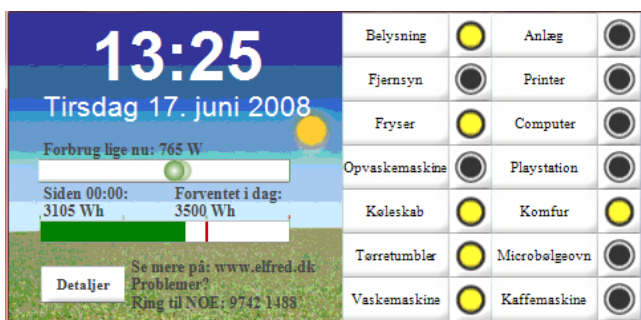 13:25
Tirsdag 17. juni 2008
Forbrug lige nu: 765 W
Siden 00:00: Forventet i dag:
3105 Wh 3500 Wh
Detaljer
Se mere på: www.elfred.dk
Problemer?
Ring til NOE: 9742 1488
Belysning Anlæg
Fjernsyn Printer
Fryser Computer
Opvaskemaskine Playstation
Køleskab Komfur
Tørretumbler Microbølgeovn
Vaskemaskine Kaffemaskine